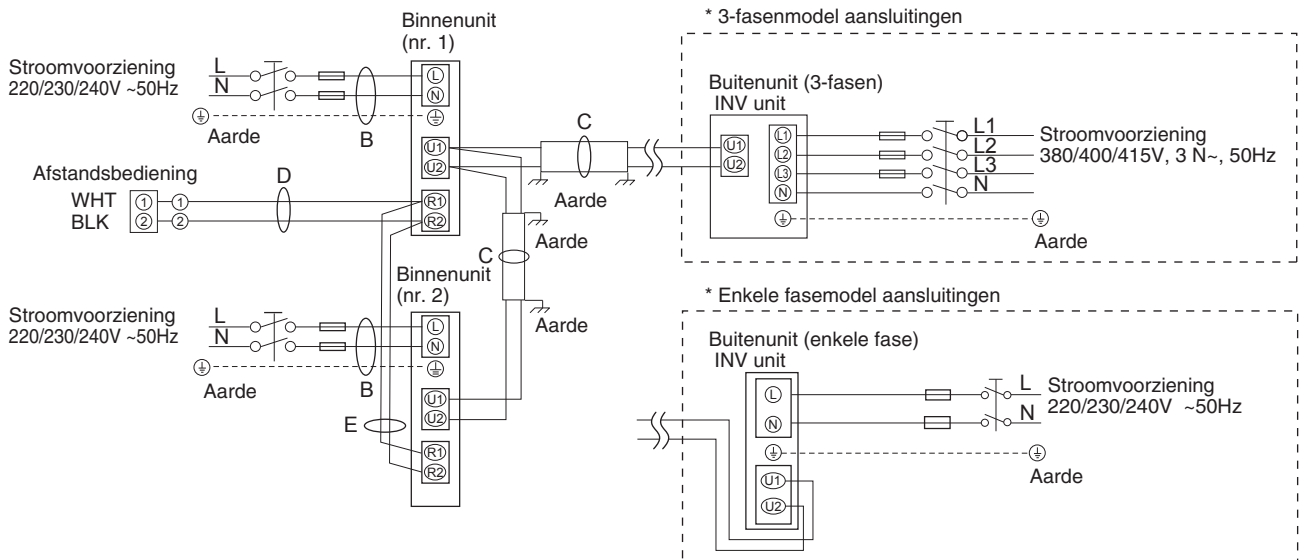 * 3-fasenmodel aansluitingen
Binnenunit
(nr. 1)
Stroomvoorziening
220/230/240V ~50Hz
L
N
Aarde
B
L
N
U1
U2
R1
R2
C
Aarde
Buitenunit (3-fasen)
INV unit
U1
U2
L1
L2
L3
N
L1
L2
L3
N
Stroomvoorziening
380/400/415V, 3 N~, 50Hz
Aarde
Afstandsbediening
WHT
BLK
1
2
1
2
D
C
Aarde
Aarde
Binnenunit
(nr. 2)
Stroomvoorziening
220/230/240V ~50Hz
L
N
Aarde
B
L
N
U1
U2
R1
R2
E
* Enkele fasemodel aansluitingen
Buitenunit (enkele fase)
INV unit
L
N
U1
U2
L
N
Stroomvoorziening
220/230/240V ~50Hz
Aarde